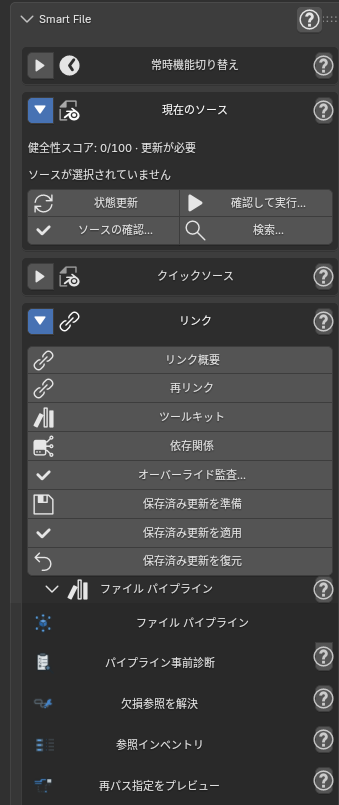 Smart File
常時機能切り替え
現在のソース
健全性スコア: 0/100 · 更新が必要
ソースが選択されていません
状態更新
確認して実行...
ソースの確認...
検索...
クイックソース
リンク
リンク概要
再リンク
ツールキット
依存関係
オーバーライド監査...
保存済み更新を準備
保存済み更新を適用
保存済み更新を復元
ファイル パイプライン
ファイル パイプライン
パイプライン事前診断
欠損参照を解決
参照インベントリ
再パス指定をプレビュー